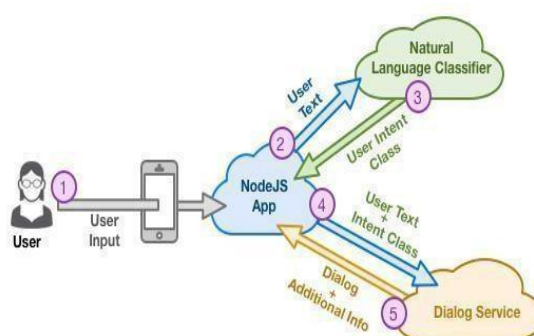 Natural
Language Classifier
3
User
Text
2
User Intent
Class
1
NodeJS
App
User
Input
User
4
User Text
+
Intent Class
Dialog
+
Additional Info
5
Dialog Service